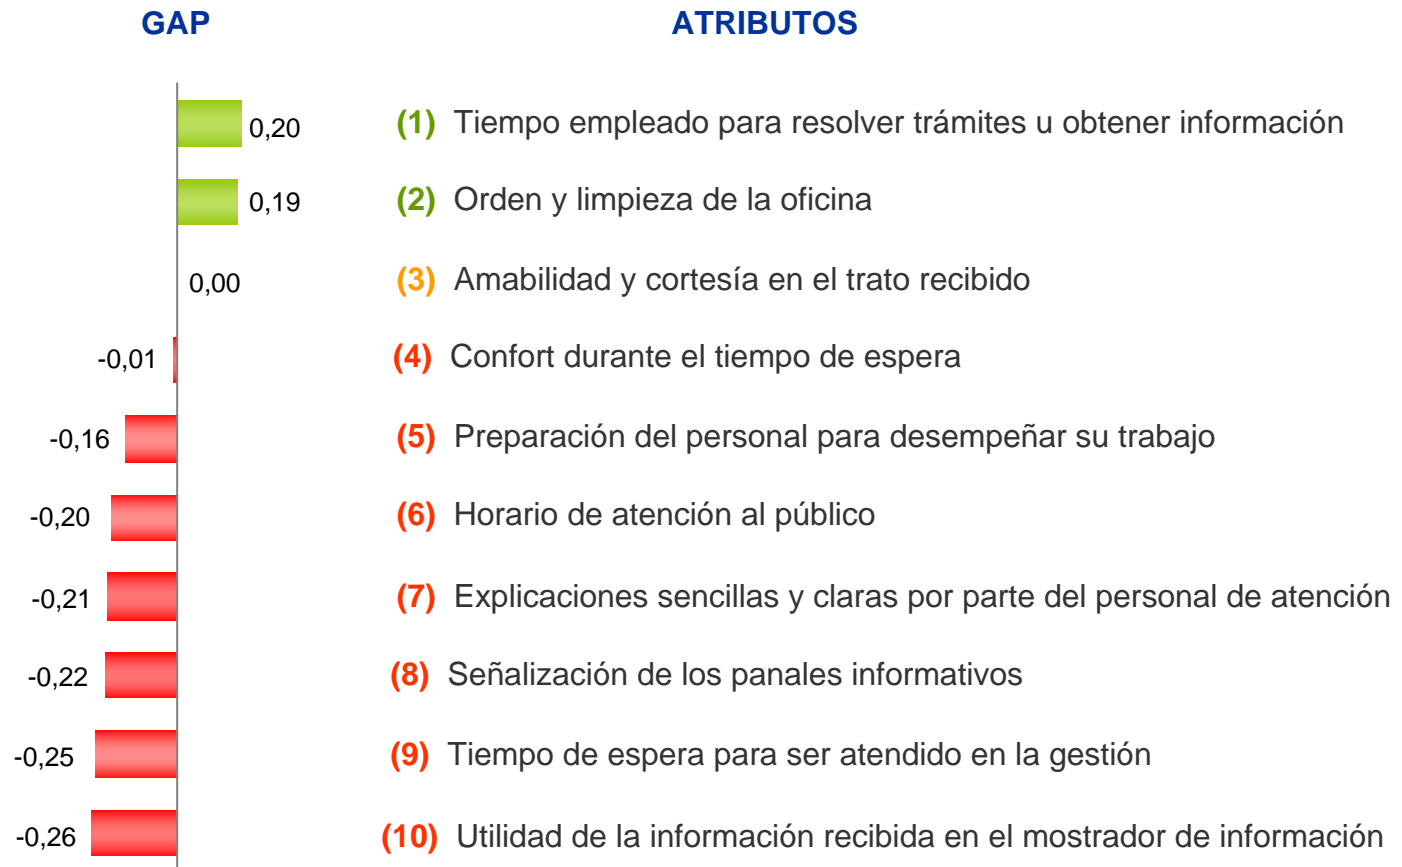 GAP ATRIBUTOS
0,20 (1) Tiempo empleado para resolver trámites u obtener información
0,19 (2) Orden y limpieza de la oficina
0,00 (3) Amabilidad y cortesía en el trato recibido
-0,01 (4) Confort durante el tiempo de espera
-0,16 (5) Preparación del personal para desempeñar su trabajo
-0,20 (6) Horario de atención al público
-0,21 (7) Explicaciones sencillas y claras por parte del personal de atención
-0,22 (8) Señalización de los panales informativos
-0,25 (9) Tiempo de espera para ser atendido en la gestión
-0,26 (10) Utilidad de la información recibida en el mostrador de información